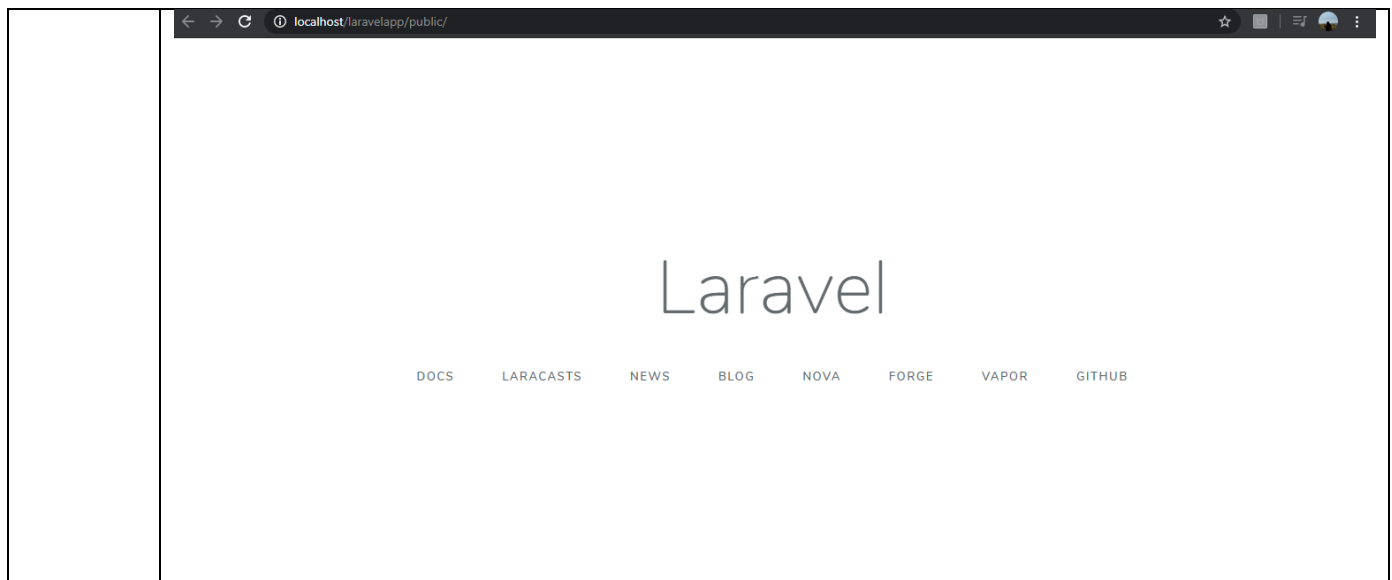 localhost/laravelapp/public/
Laravel
DOCS LARACASTS NEWS BLOG NOVA FORGE VAPOR GITHUB